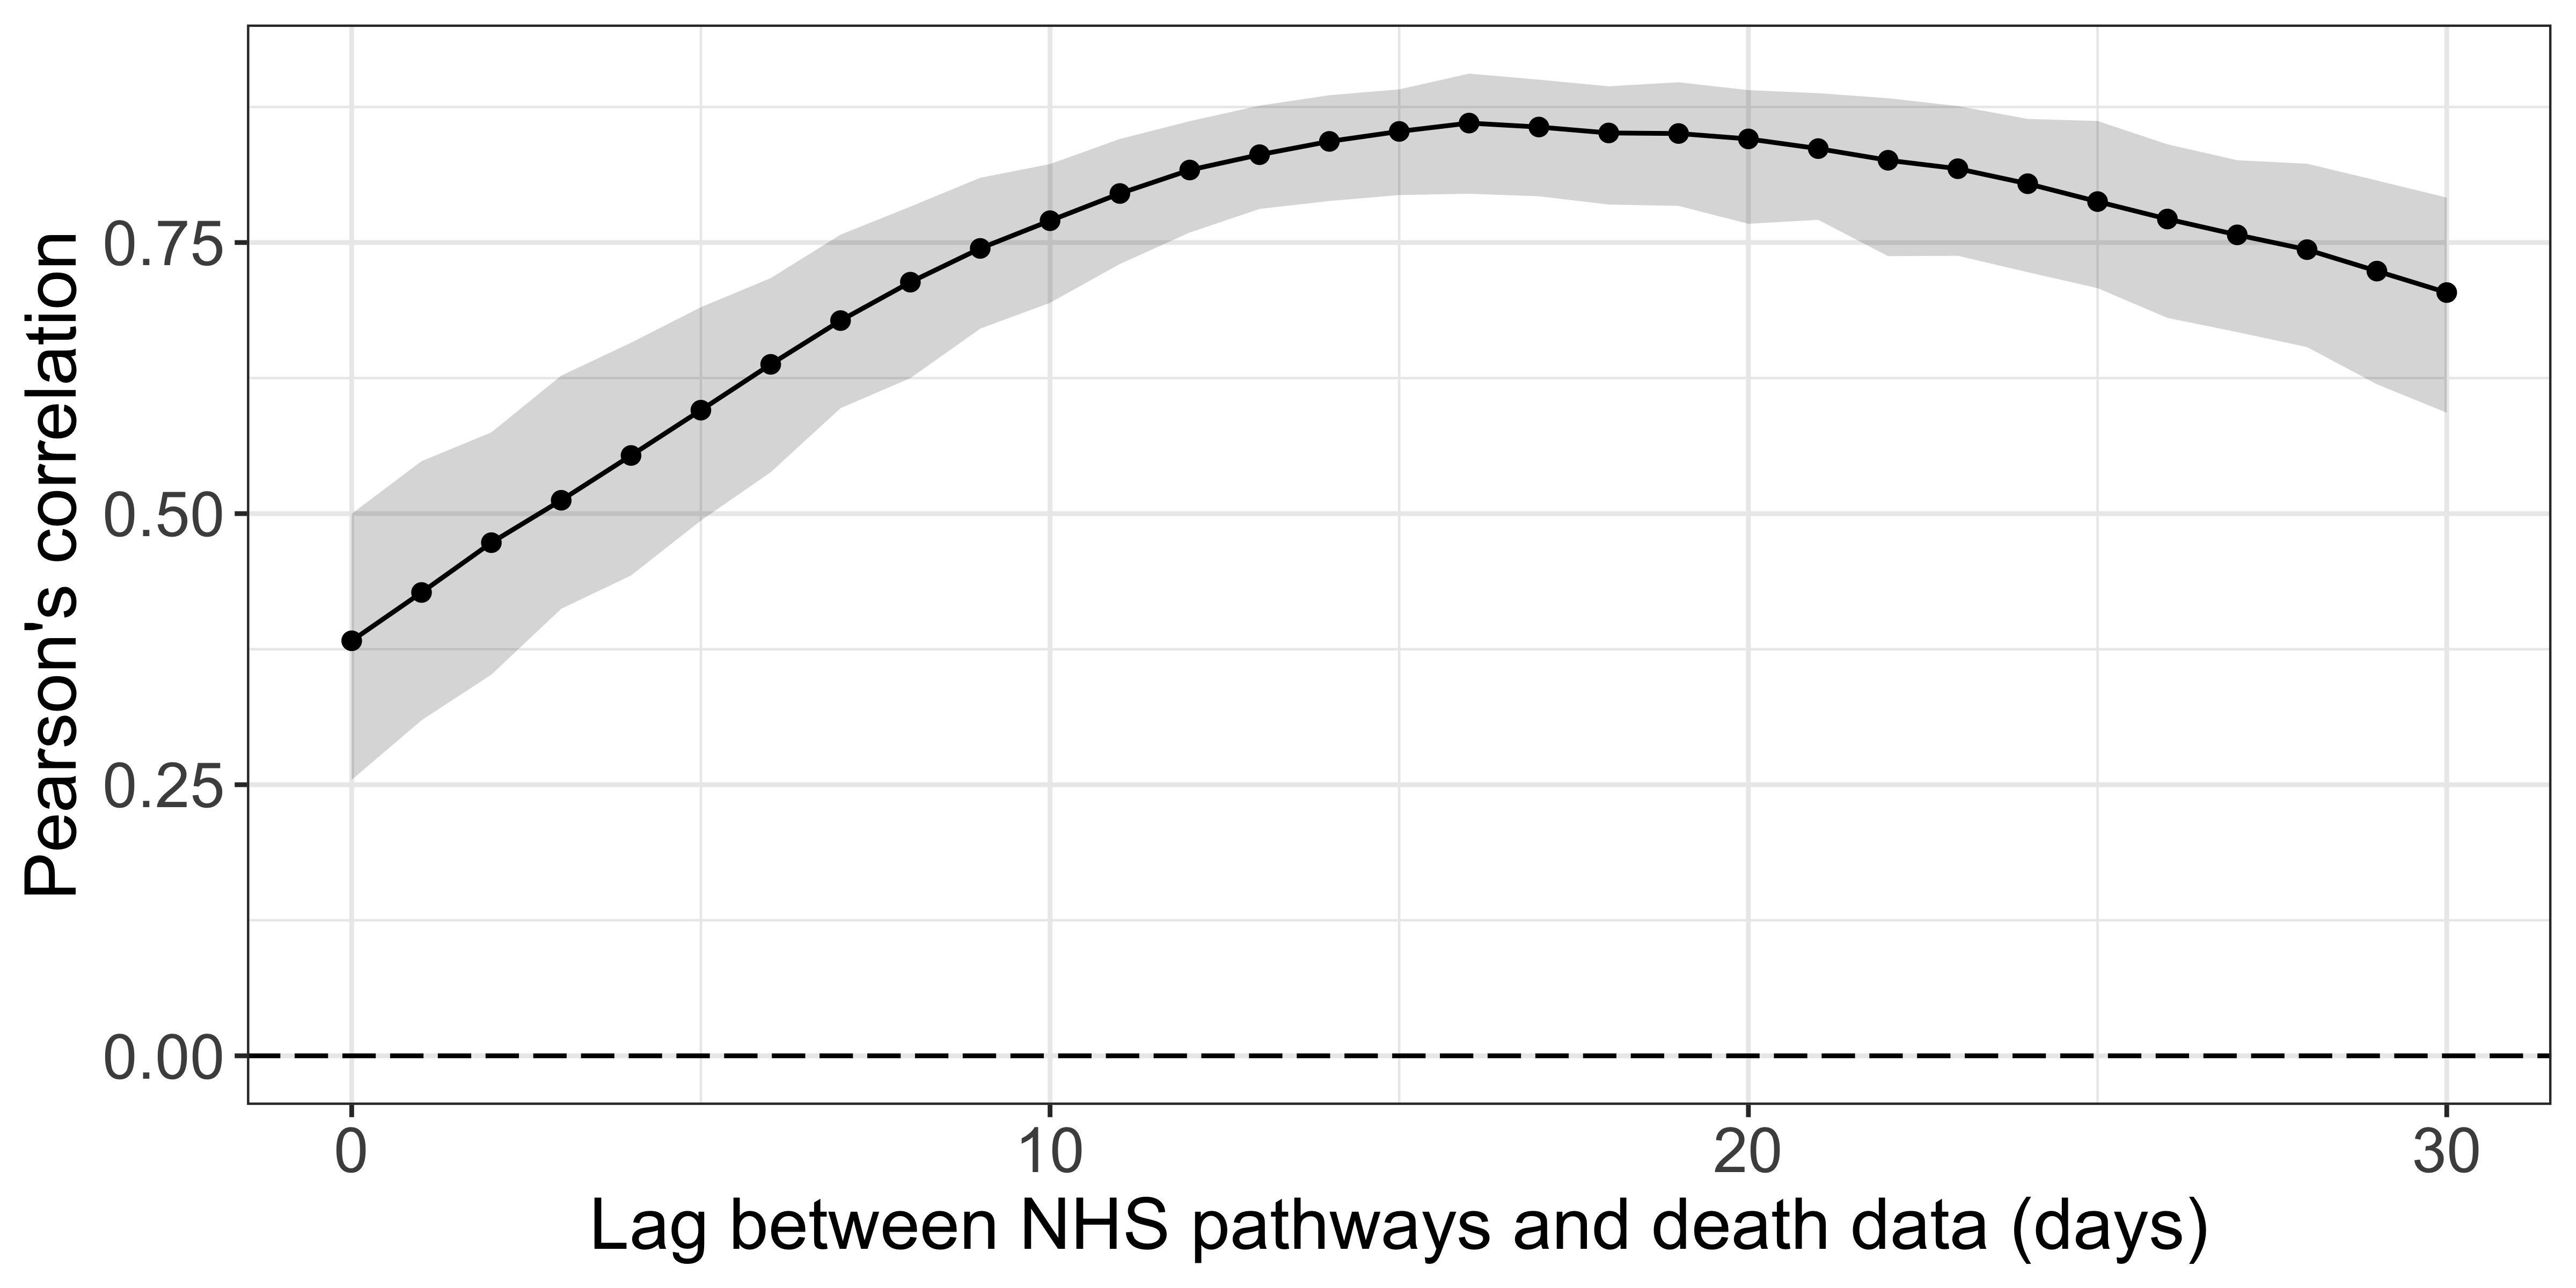 Pearson's correlation
0.75
0.50
0.25
0.00
0 10 20 30
Lag between NHS pathways and death data (days)